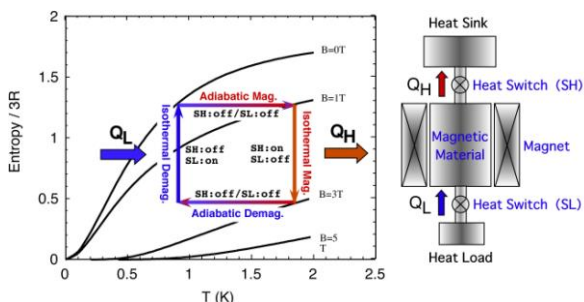 Entropy / 3R
2
1.5
1
0.5
0
0
0.5
1
1.5
2
2.5
T (K)
B=0T
B=1T
B=3T
B=5
T
QL
QH
Adiabatic Mag.
SH:off/SL:off
Isothermal Demag.
SH:off
SL:on
SH:on
SL:off
Isothermal Mag.
SH:off/SL:off
Adiabatic Demag.
Heat Sink
QH
Heat Switch (SH)
Magnetic
Material
Magnet
QL
Heat Switch (SL)
Heat Load